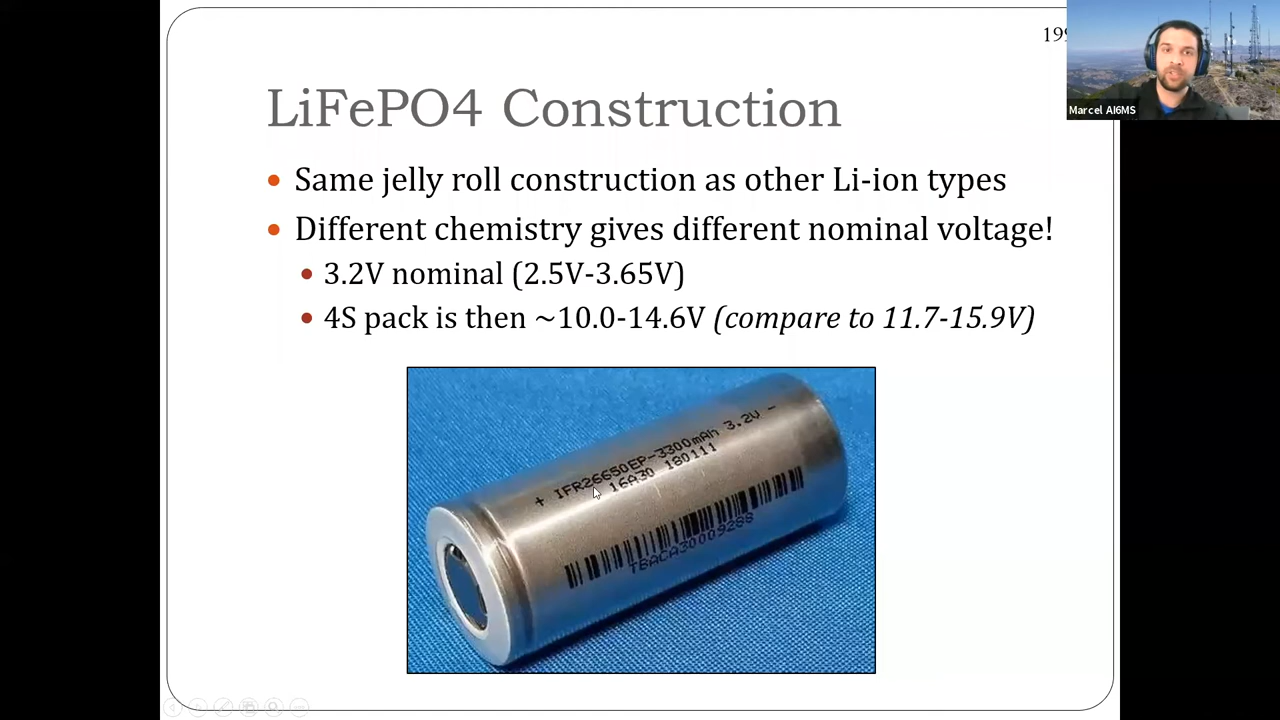 199
Marcel AI6MS
LiFePO4 Construction
Same jelly roll construction as other Li-ion types
Different chemistry gives different nominal voltage!
3.2V nominal (2.5V-3.65V)
4S pack is then ~10.0-14.6V (compare to 11.7-15.9V)
+ IFR26650EP-3300mAh 3.2V -
16A30 180111
TBACA30009288